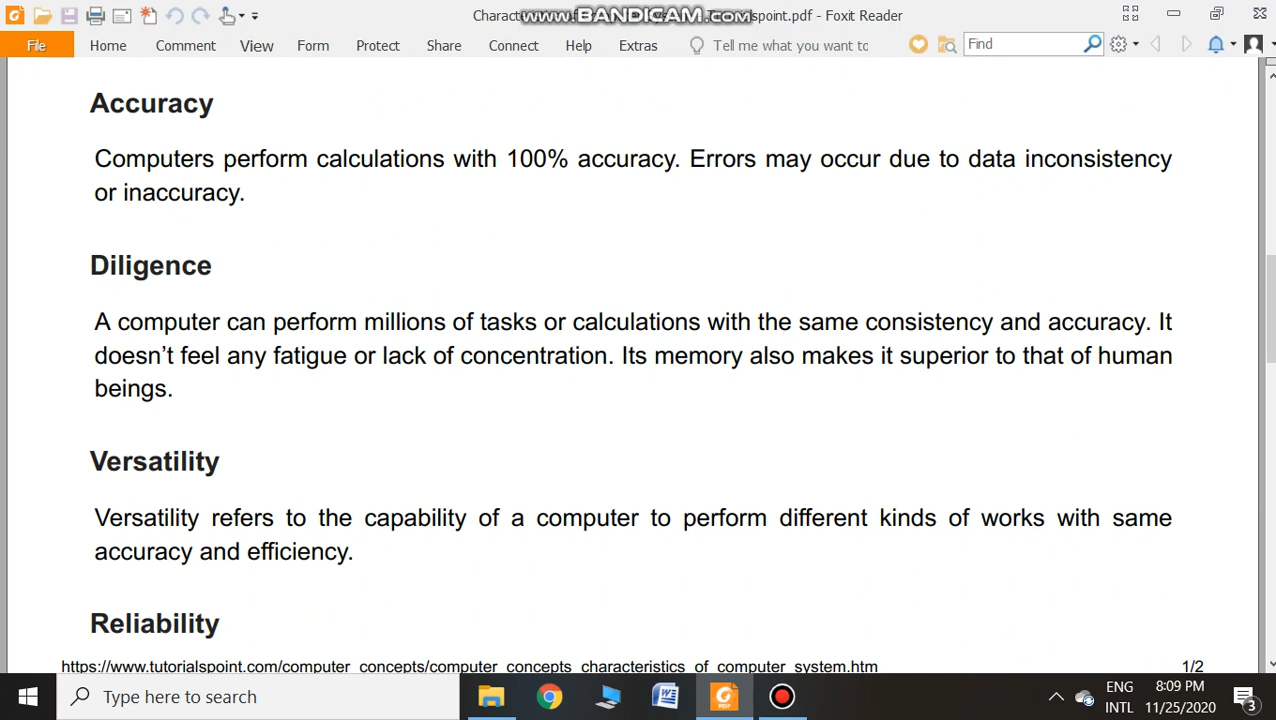 Charact www.BANDICAM.com spoint.pdf - Foxit Reader
File Home Comment View Form Protect Share Connect Help Extras Tell me what you want to Find
Accuracy
Computers perform calculations with 100% accuracy. Errors may occur due to data inconsistency
or inaccuracy.
Diligence
A computer can perform millions of tasks or calculations with the same consistency and accuracy. It
doesn’t feel any fatigue or lack of concentration. Its memory also makes it superior to that of human
beings.
Versatility
Versatility refers to the capability of a computer to perform different kinds of works with same
accuracy and efficiency.
Reliability
https://www.tutorialspoint.com/computer_concepts/computer_concepts_characteristics_of_computer_system.htm 1/2
Type here to search
ENG 8:09 PM
INTL 11/25/2020 3